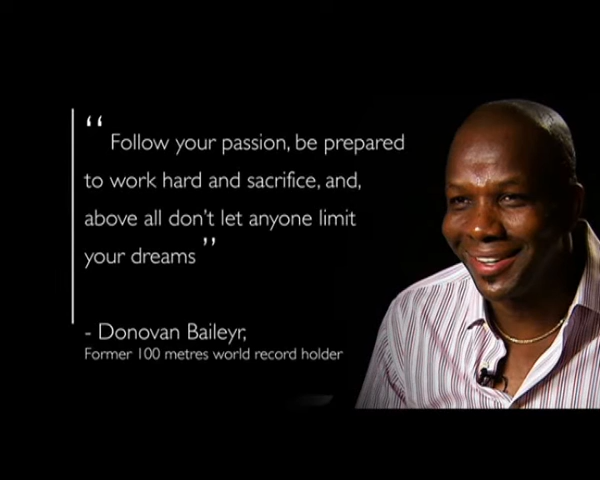 “ Follow your passion, be prepared
to work hard and sacrifice, and,
above all don't let anyone limit
your dreams ”
- Donovan Baileyr,
Former 100 metres world record holder